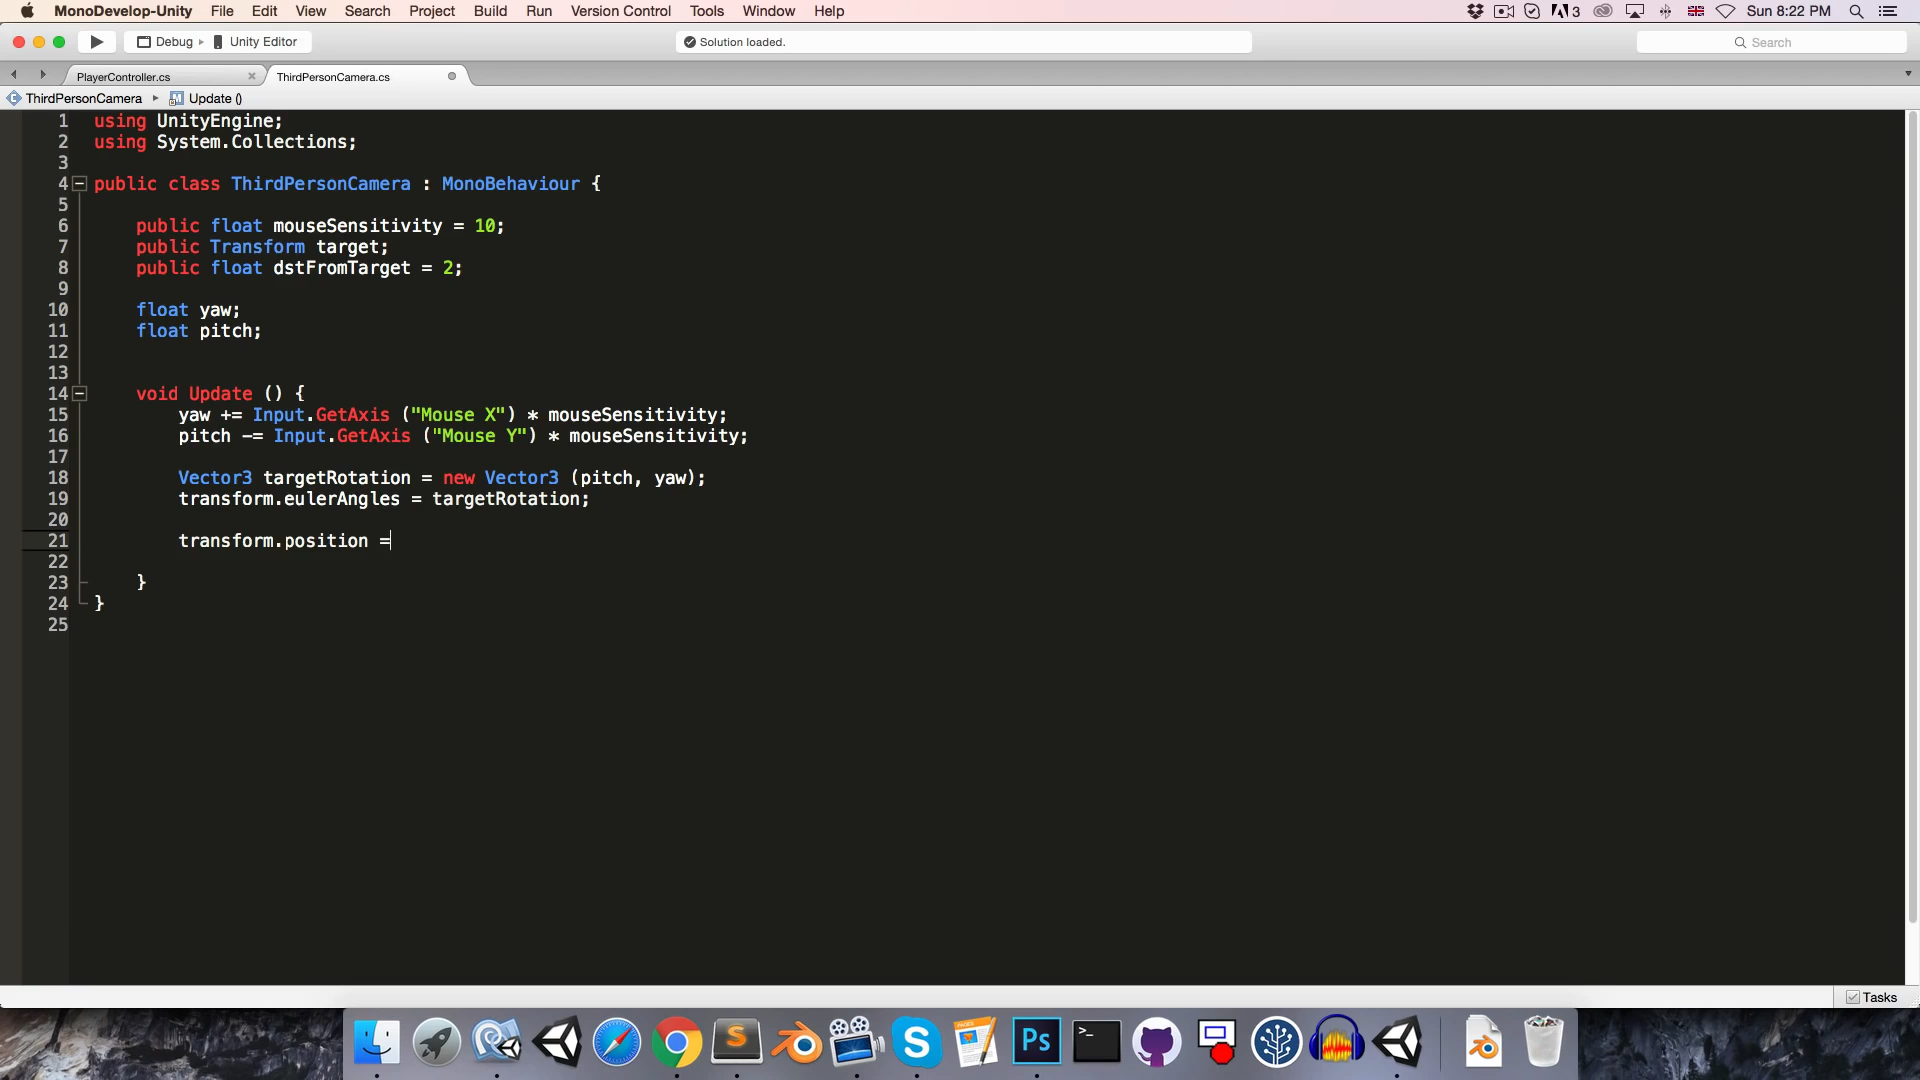 MonoDevelop-Unity File Edit View Search Project Build Run Version Control Tools Window Help 3 Sun 8:22 PM
Debug Unity Editor Solution loaded. Search
PlayerController.cs ThirdPersonCamera.cs
ThirdPersonCamera Update ()
1 using UnityEngine;
2 using System.Collections;
3
4 public class ThirdPersonCamera : MonoBehaviour {
5
6 public float mouseSensitivity = 10;
7 public Transform target;
8 public float dstFromTarget = 2;
9
10 float yaw;
11 float pitch;
12
13
14 void Update () {
15 yaw += Input.GetAxis ("Mouse X") * mouseSensitivity;
16 pitch -= Input.GetAxis ("Mouse Y") * mouseSensitivity;
17
18 Vector3 targetRotation = new Vector3 (pitch, yaw);
19 transform.eulerAngles = targetRotation;
20
21 transform.position =
22
23 }
24 }
25
Tasks
PAGES
Ps